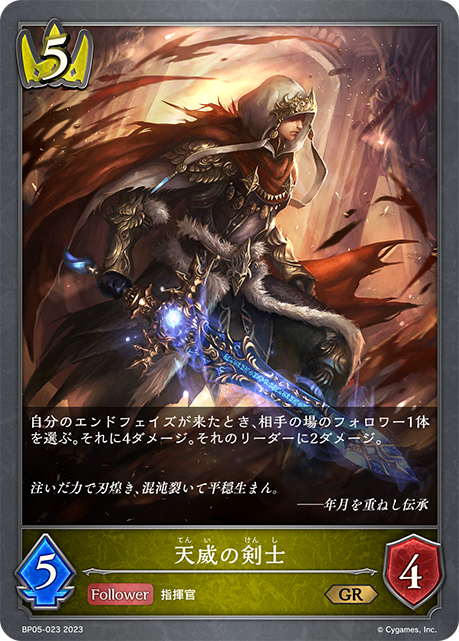 5
自分のエンドフェイズが来たとき、相手の場のフォロワー1体
を選ぶ。それに4ダメージ。それのリーダーに2ダメージ。
注いだ力で刃煌き、混沌裂いて平穏生まん。
──年月を重ねし伝承
てんい けんし
天威の剣士
5
Follower 指揮官
GR
4
BP05-023 2023
© Cygames, Inc.